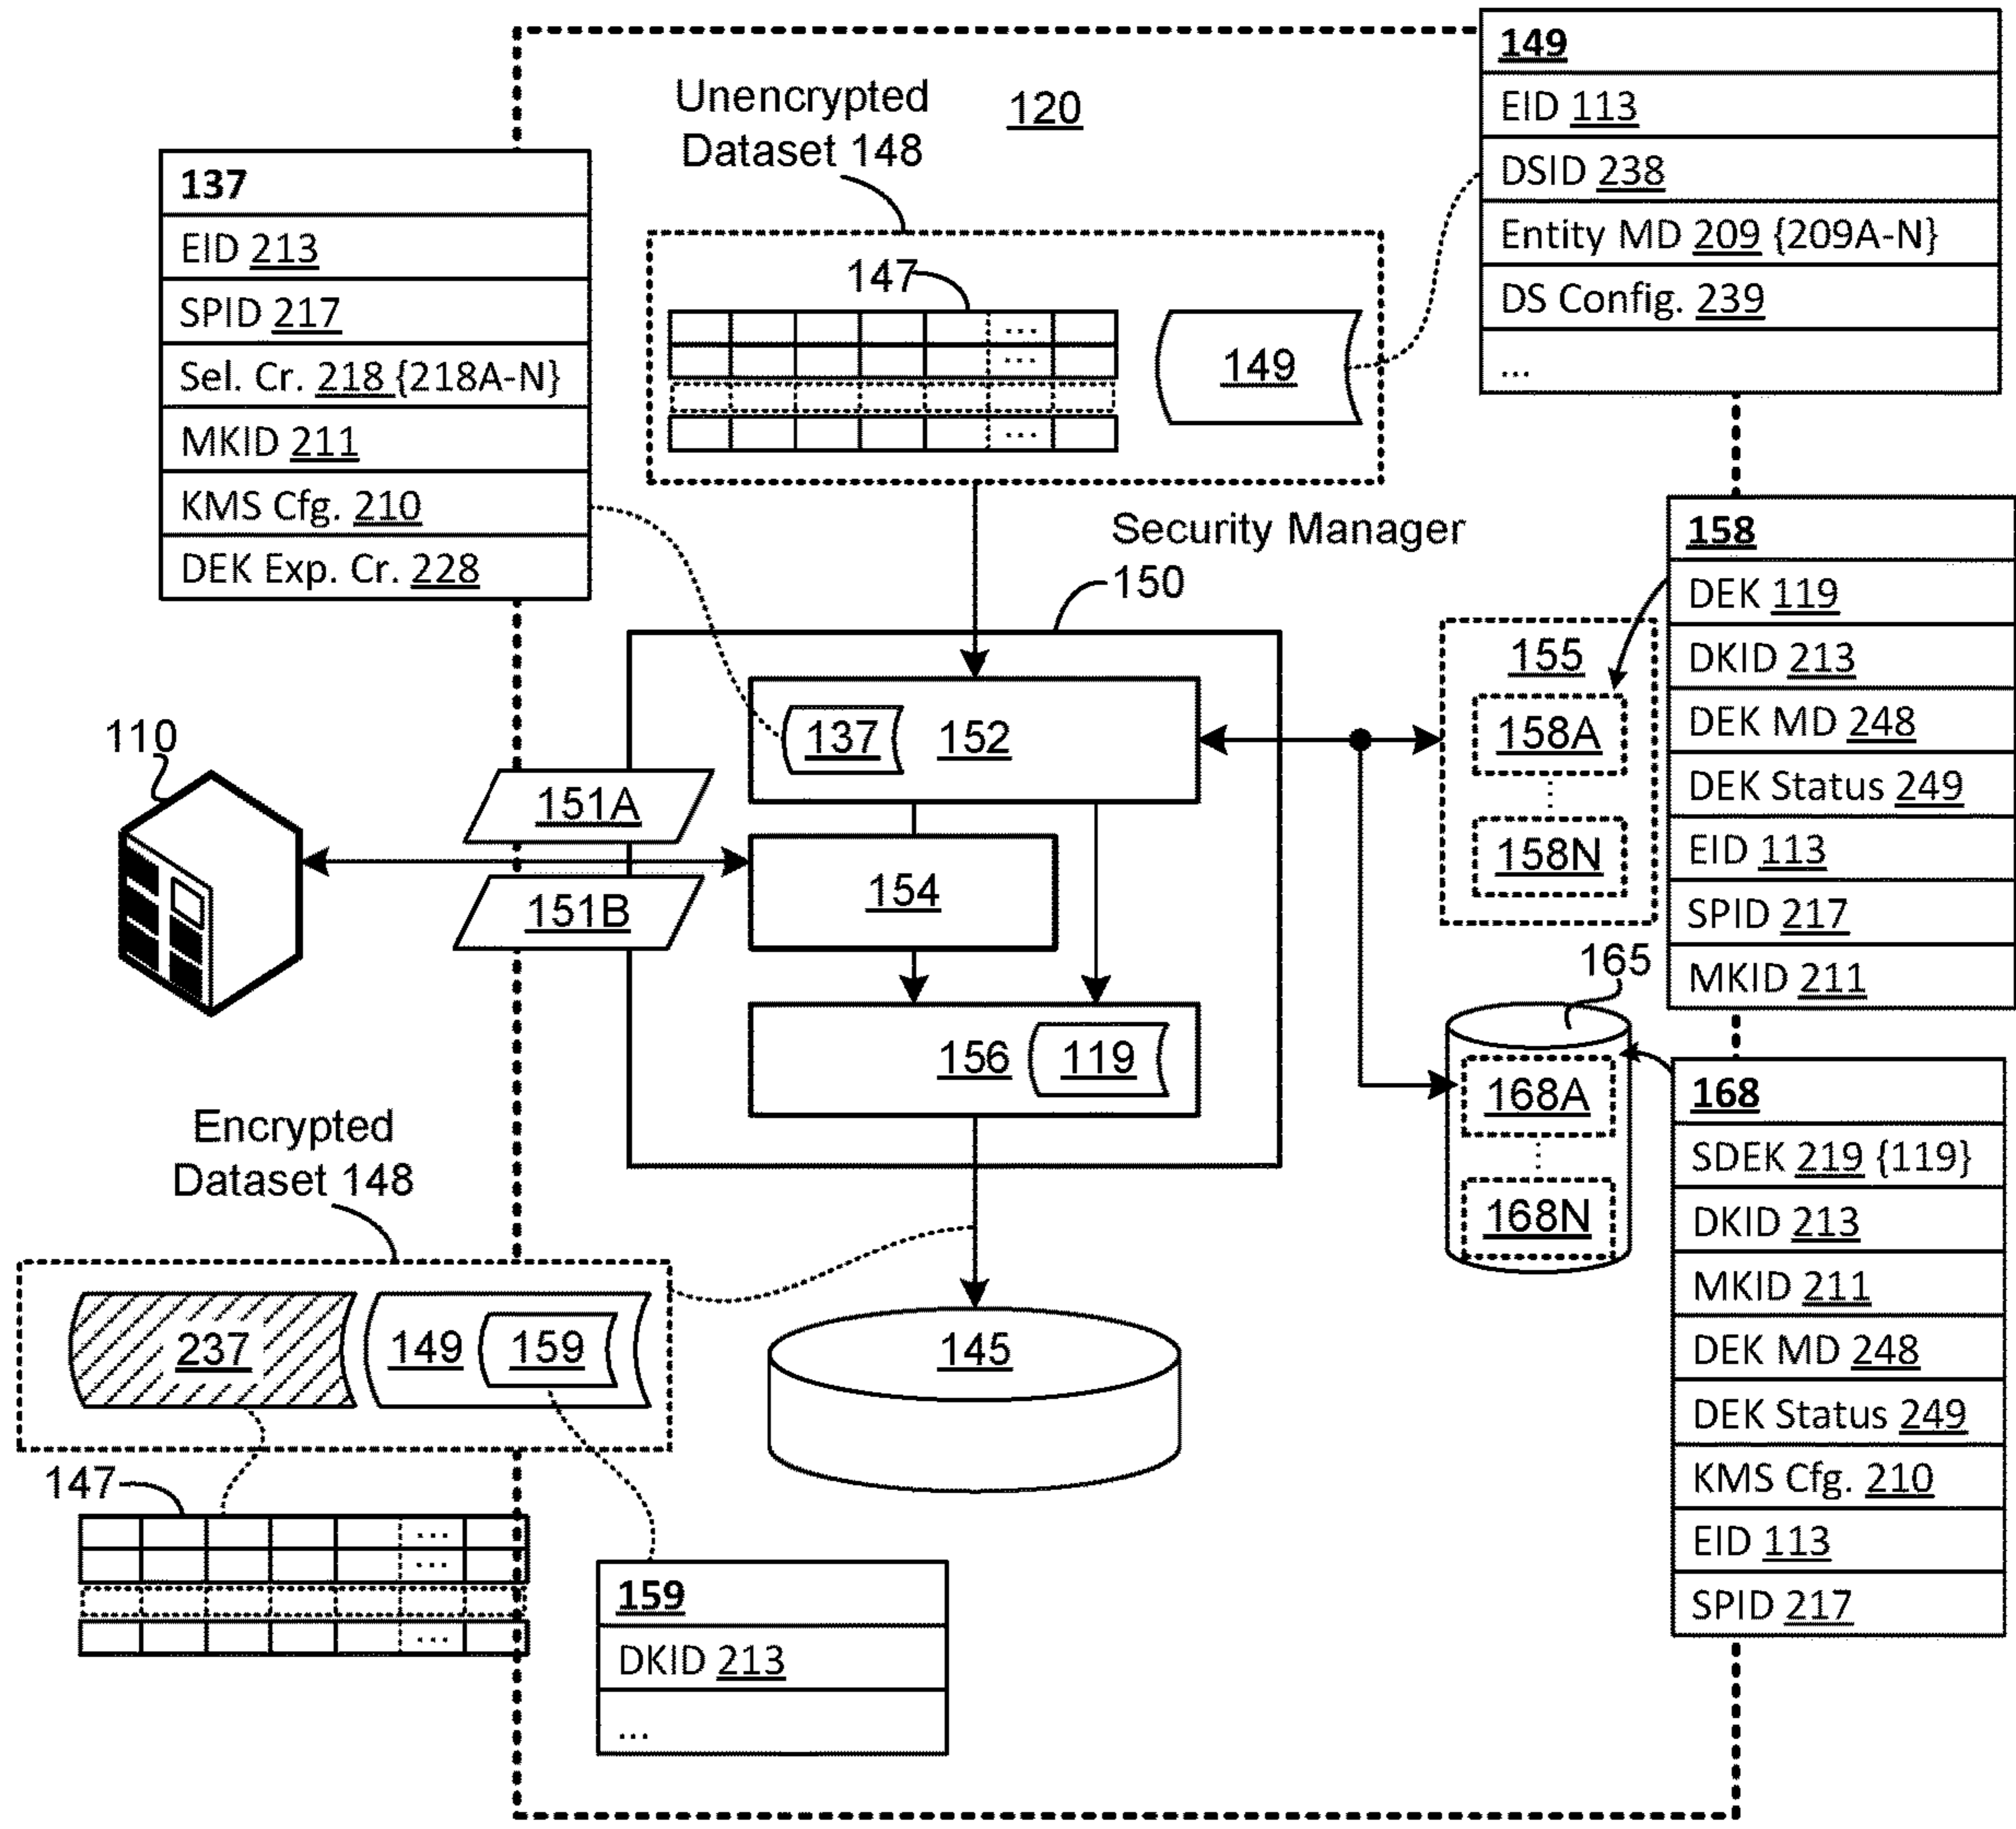 149
EID 113
DSID 238
Entity MD 209 {209A-N}
DS Config. 239
...
Unencrypted
Dataset 148
120
137
EID 213
SPID 217
Sel. Cr. 218 {218A-N}
MKID 211
KMS Cfg. 210
DEK Exp. Cr. 228
147
...
...
...
149
Security Manager
150
158
DEK 119
DKID 213
DEK MD 248
DEK Status 249
EID 113
SPID 217
MKID 211
155
158A
158N
137
152
110
151A
151B
154
156
119
165
168A
168N
168
SDEK 219 {119}
DKID 213
MKID 211
DEK MD 248
DEK Status 249
KMS Cfg. 210
EID 113
SPID 217
Encrypted
Dataset 148
237
149
159
145
147
...
...
...
159
DKID 213
...